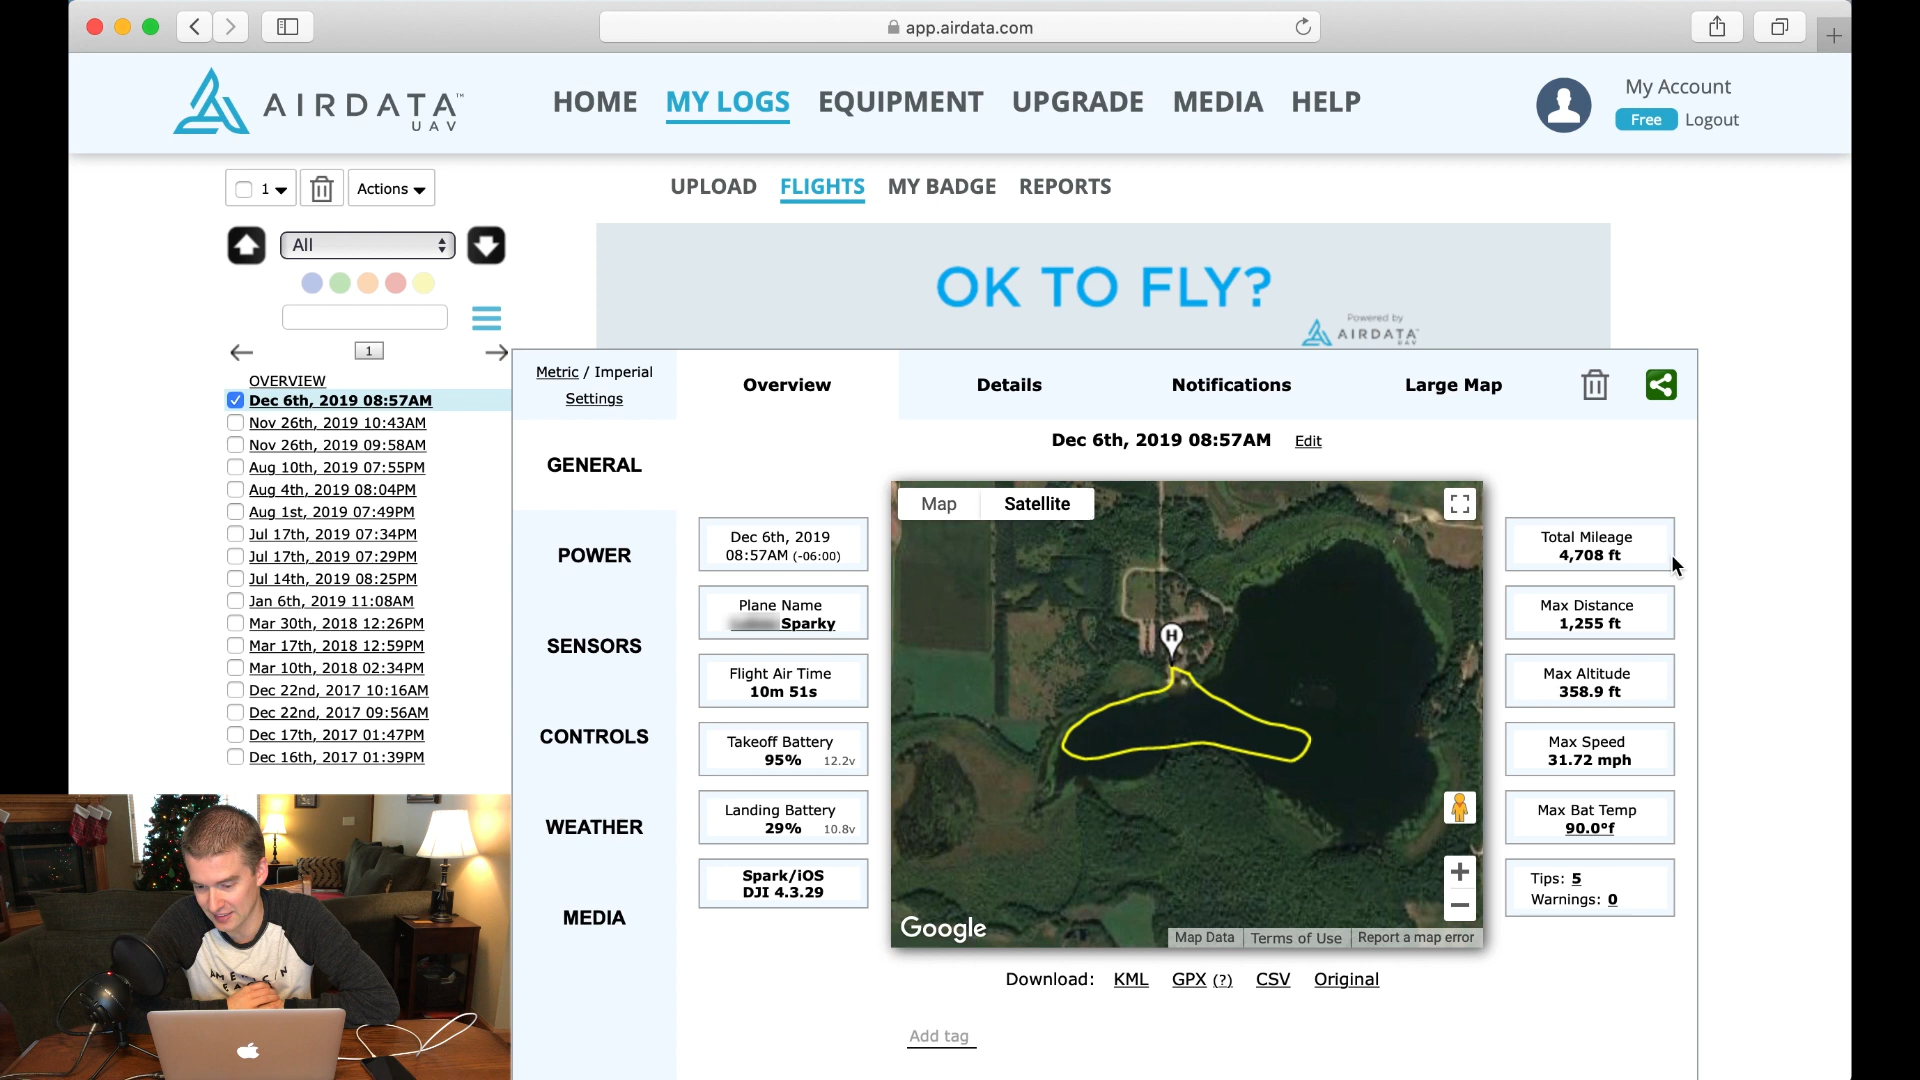 app.airdata.com
AIRDATA™
UAV
HOME MY LOGS EQUIPMENT UPGRADE MEDIA HELP
My Account
Free Logout
1 Actions
UPLOAD FLIGHTS MY BADGE REPORTS
All
OK TO FLY?
Powered by
AIRDATA
UAV
1
OVERVIEW
Dec 6th, 2019 08:57AM
Nov 26th, 2019 10:43AM
Nov 26th, 2019 09:58AM
Aug 10th, 2019 07:55PM
Aug 4th, 2019 08:04PM
Aug 1st, 2019 07:49PM
Jul 17th, 2019 07:34PM
Jul 17th, 2019 07:29PM
Jul 14th, 2019 08:25PM
Jan 6th, 2019 11:08AM
Mar 30th, 2018 12:26PM
Mar 17th, 2018 12:59PM
Mar 10th, 2018 02:34PM
Dec 22nd, 2017 10:16AM
Dec 22nd, 2017 09:56AM
Dec 17th, 2017 01:47PM
Dec 16th, 2017 01:39PM
Metric / Imperial
Settings
Overview Details Notifications Large Map
GENERAL
POWER
SENSORS
CONTROLS
WEATHER
MEDIA
Dec 6th, 2019 08:57AM Edit
Dec 6th, 2019
08:57AM (-06:00)
Plane Name
Sparky
Flight Air Time
10m 51s
Takeoff Battery
95% 12.2v
Landing Battery
29% 10.8v
Spark/iOS
DJI 4.3.29
Map Satellite
H
Google
Map Data Terms of Use Report a map error
Total Mileage
4,708 ft
Max Distance
1,255 ft
Max Altitude
358.9 ft
Max Speed
31.72 mph
Max Bat Temp
90.0°f
Tips: 5
Warnings: 0
Download: KML GPX (?) CSV Original
Add tag